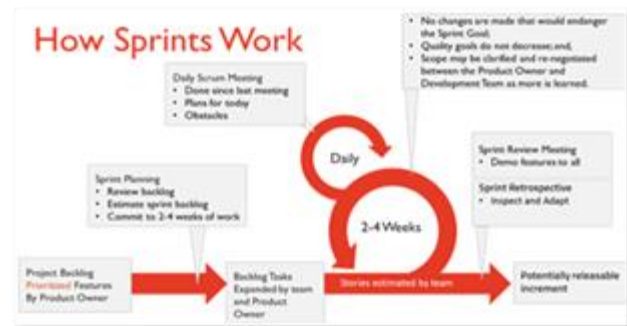 How Sprints Work
• No changes are made that would endanger
the Sprint Goal;
• Quality goals do not decrease; and,
• Scope may be clarified and re-negotiated
between the Product Owner and
Development Team as more is learned.
Daily Scrum Meeting
• Done since last meeting
• Plans for today
• Obstacles
Daily
Sprint Review Meeting
• Demo features to all
Sprint Retrospective
• Inspect and Adapt
Sprint Planning
• Review backlog
• Estimate sprint backlog
• Commit to 2-4 weeks of work
2-4 Weeks
Project Backlog
Prioritized Features
By Product Owner
Backlog Tasks
Expanded by team
and Product
Owner
Stories estimated by team
Potentially releasable
increment